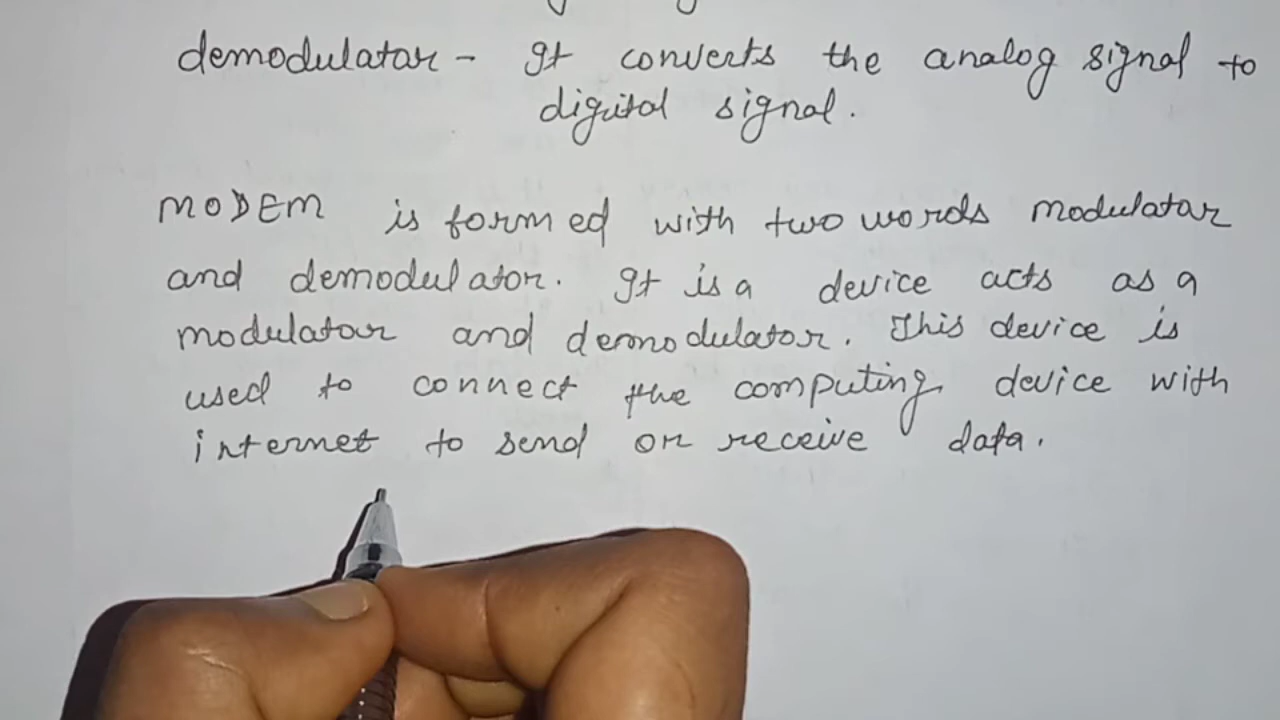 demodulatar - It converts the analog signal to
digital signal.
MODEM is formed with two words modulatar
and demodulator. It is a device acts as a
modulatar and demodulator. This device is
used to connect the computing device with
internet to send or receive data.